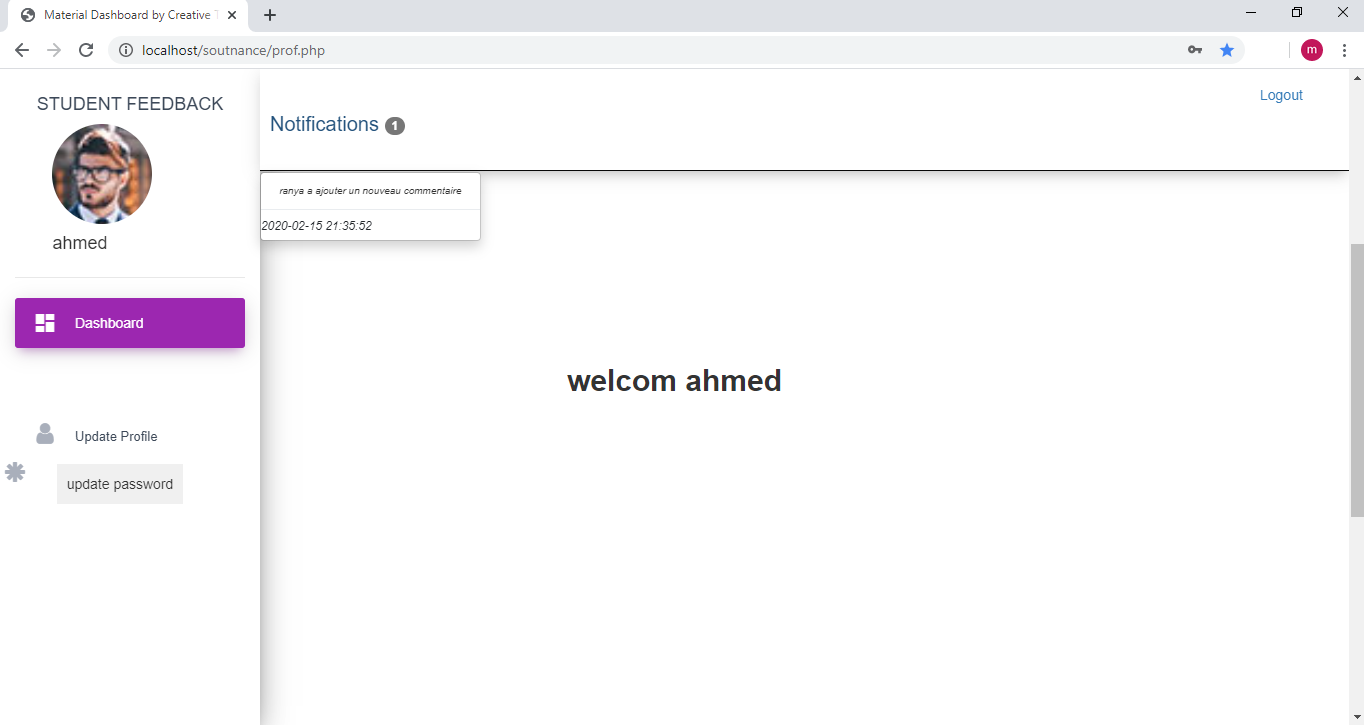 Material Dashboard by Creative T
localhost/soutnance/prof.php
m
STUDENT FEEDBACK
ahmed
Dashboard
Update Profile
update password
Logout
Notifications 1
ranya a ajouter un nouveau commentaire
2020-02-15 21:35:52
welcom ahmed